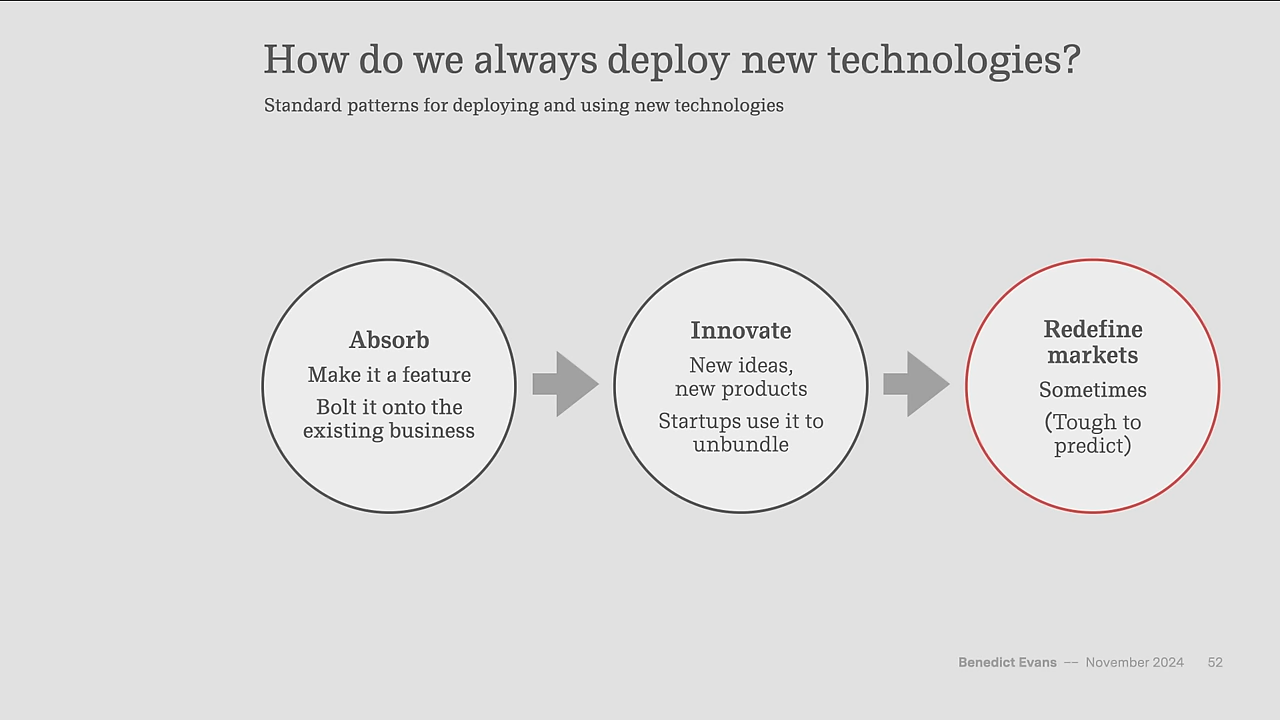 How do we always deploy new technologies?
Standard patterns for deploying and using new technologies
Absorb
Make it a feature
Bolt it onto the
existing business
Innovate
New ideas,
new products
Startups use it to
unbundle
Redefine
markets
Sometimes
(Tough to
predict)
Benedict Evans –– November 2024 52